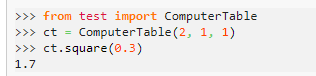 >>> from test import ComputerTable
>>> ct = ComputerTable(2, 1, 1)
>>> ct.square(0.3)
1.7